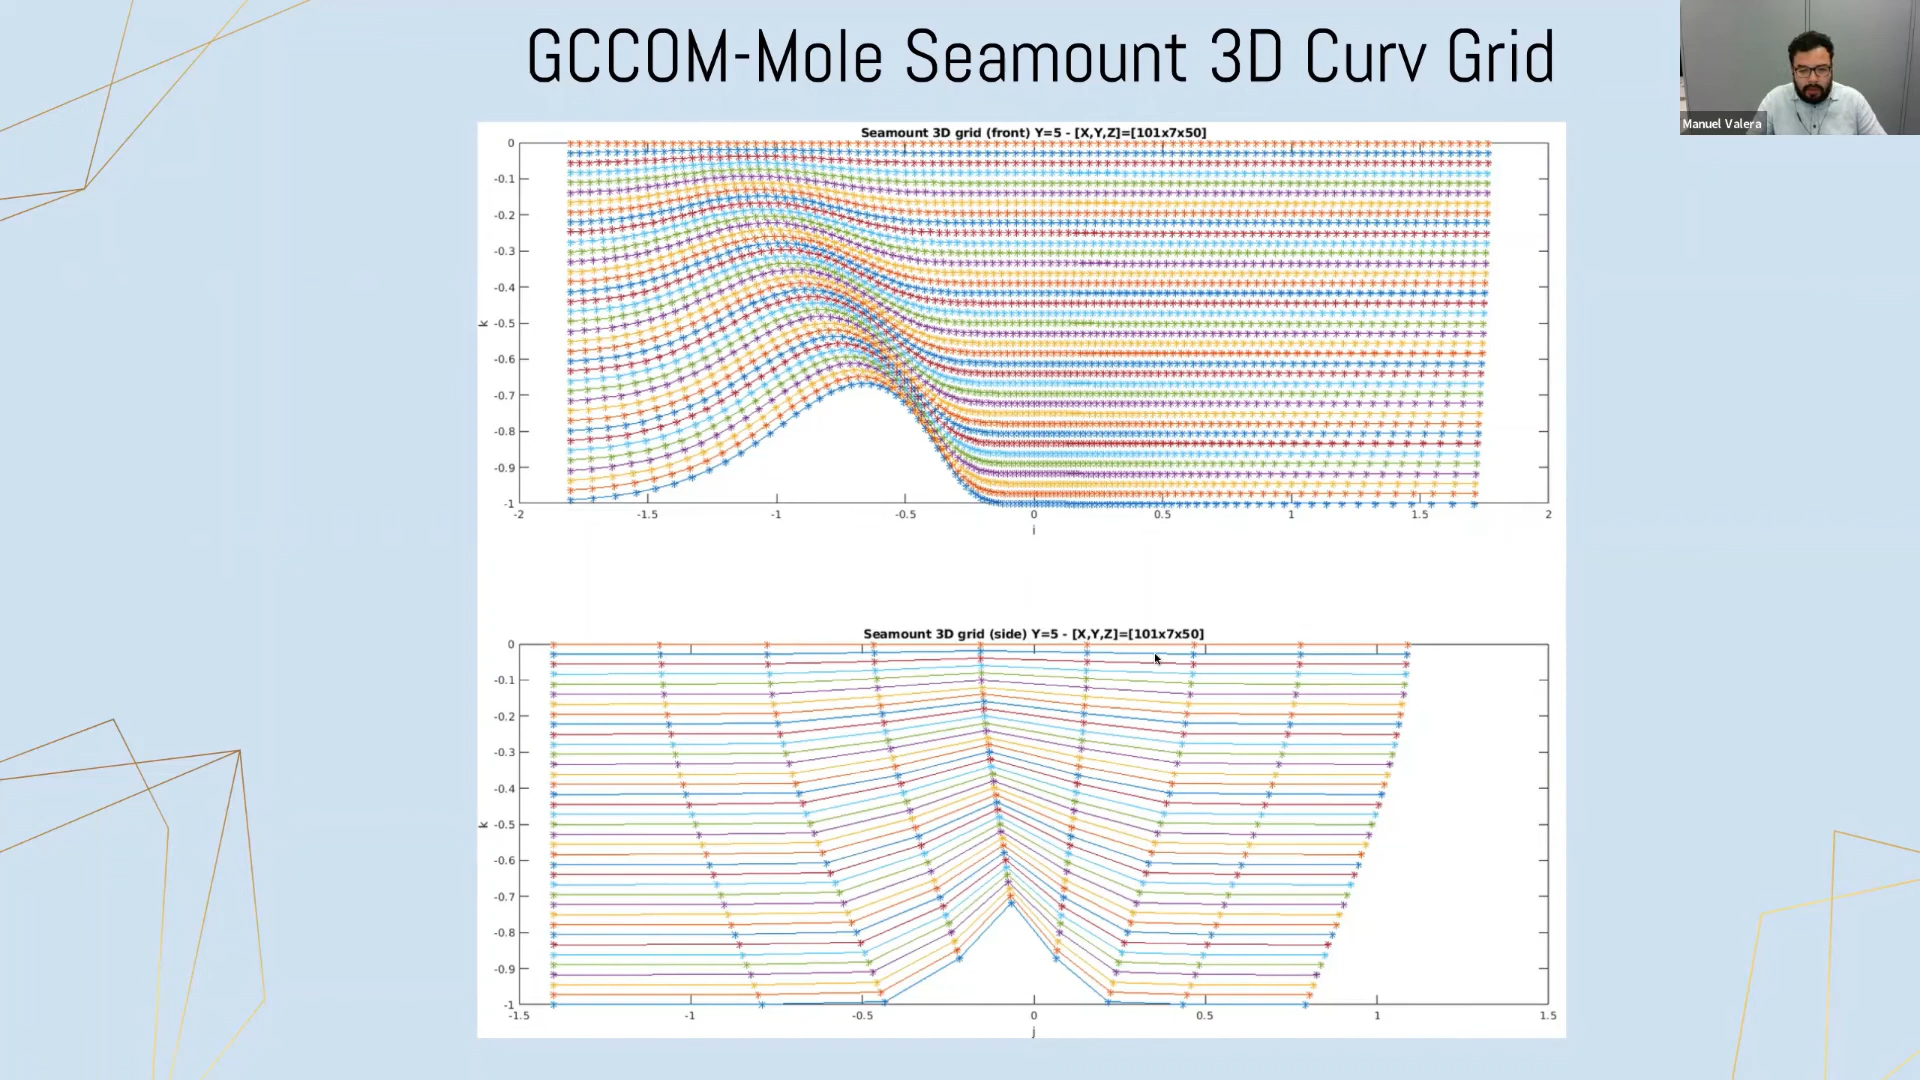 GCCOM-Mole Seamount 3D Curv Grid
Manuel Valera
Seamount 3D grid (front) Y=5 - [X,Y,Z]=[101x7x50]
0
-0.1
-0.2
-0.3
-0.4
-0.5
-0.6
-0.7
-0.8
-0.9
-1
k
-2 -1.5 -1 -0.5 0 0.5 1 1.5 2
i
Seamount 3D grid (side) Y=5 - [X,Y,Z]=[101x7x50]
0
-0.1
-0.2
-0.3
-0.4
-0.5
-0.6
-0.7
-0.8
-0.9
-1
k
-1.5 -1 -0.5 0 0.5 1 1.5
j